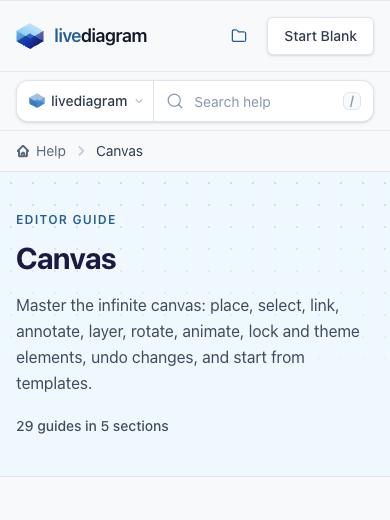 livediagram
Start Blank
livediagram
Search help
/
Help
Canvas
EDITOR GUIDE
Canvas
Master the infinite canvas: place, select, link,
annotate, layer, rotate, animate, lock and theme
elements, undo changes, and start from
templates.
29 guides in 5 sections